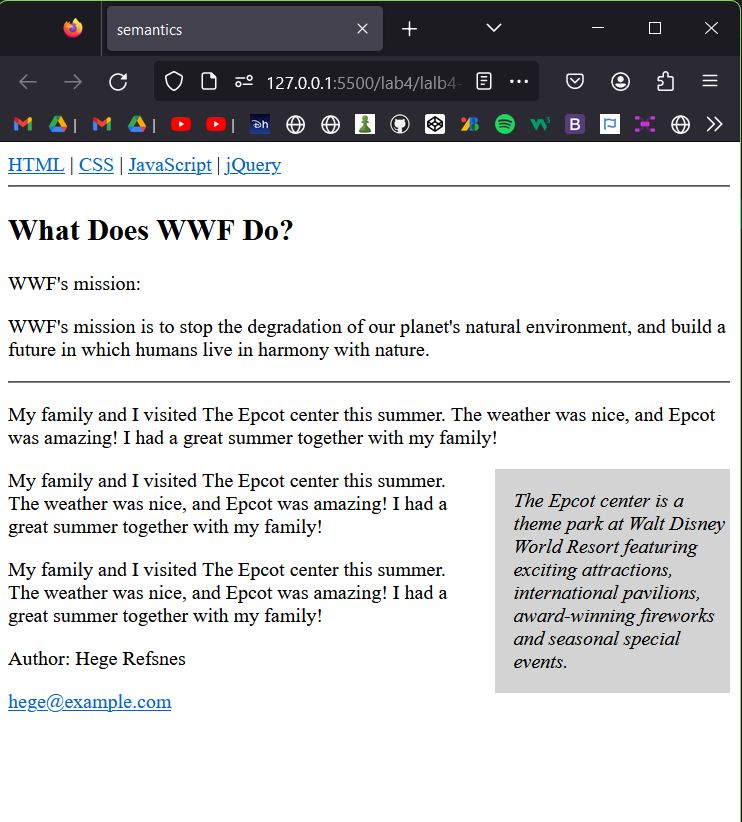 semantics
127.0.0.1:5500/lab4/lalb4-
HTML | CSS | JavaScript | jQuery
What Does WWF Do?
WWF's mission:
WWF's mission is to stop the degradation of our planet's natural environment, and build a
future in which humans live in harmony with nature.
My family and I visited The Epcot center this summer. The weather was nice, and Epcot
was amazing! I had a great summer together with my family!
My family and I visited The Epcot center this summer.
The weather was nice, and Epcot was amazing! I had a
great summer together with my family!
My family and I visited The Epcot center this summer.
The weather was nice, and Epcot was amazing! I had a
great summer together with my family!
The Epcot center is a
theme park at Walt Disney
World Resort featuring
exciting attractions,
international pavilions,
award-winning fireworks
and seasonal special
events.
Author: Hege Refsnes
hege@example.com